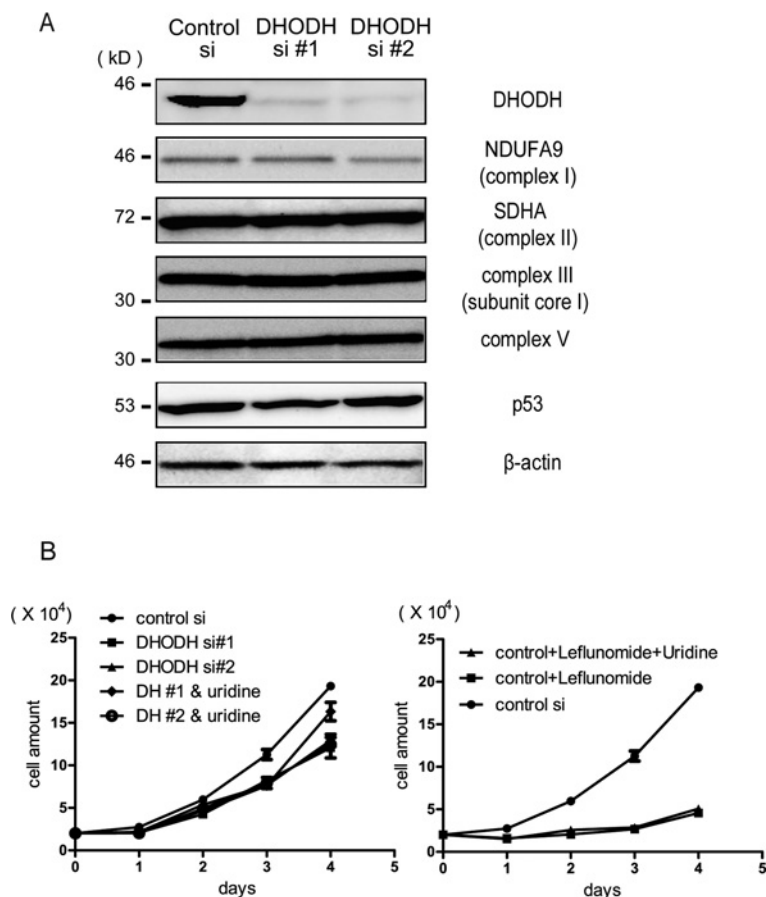 A
Control DHODH DHODH
si si #1 si #2
( kD )
46
DHODH
46
NDUFA9
(complex I)
72
SDHA
(complex II)
30
complex III
(subunit core I)
30
complex V
53
p53
46
β-actin
B
( X 10⁴)
25
20
15
10
5
0
cell amount
control si
DHODH si#1
DHODH si#2
DH #1 & uridine
DH #2 & uridine
0 1 2 3 4 5
days
( X 10⁴)
25
20
15
10
5
0
cell amount
control+Leflunomide+Uridine
control+Leflunomide
control si
0 1 2 3 4 5
days